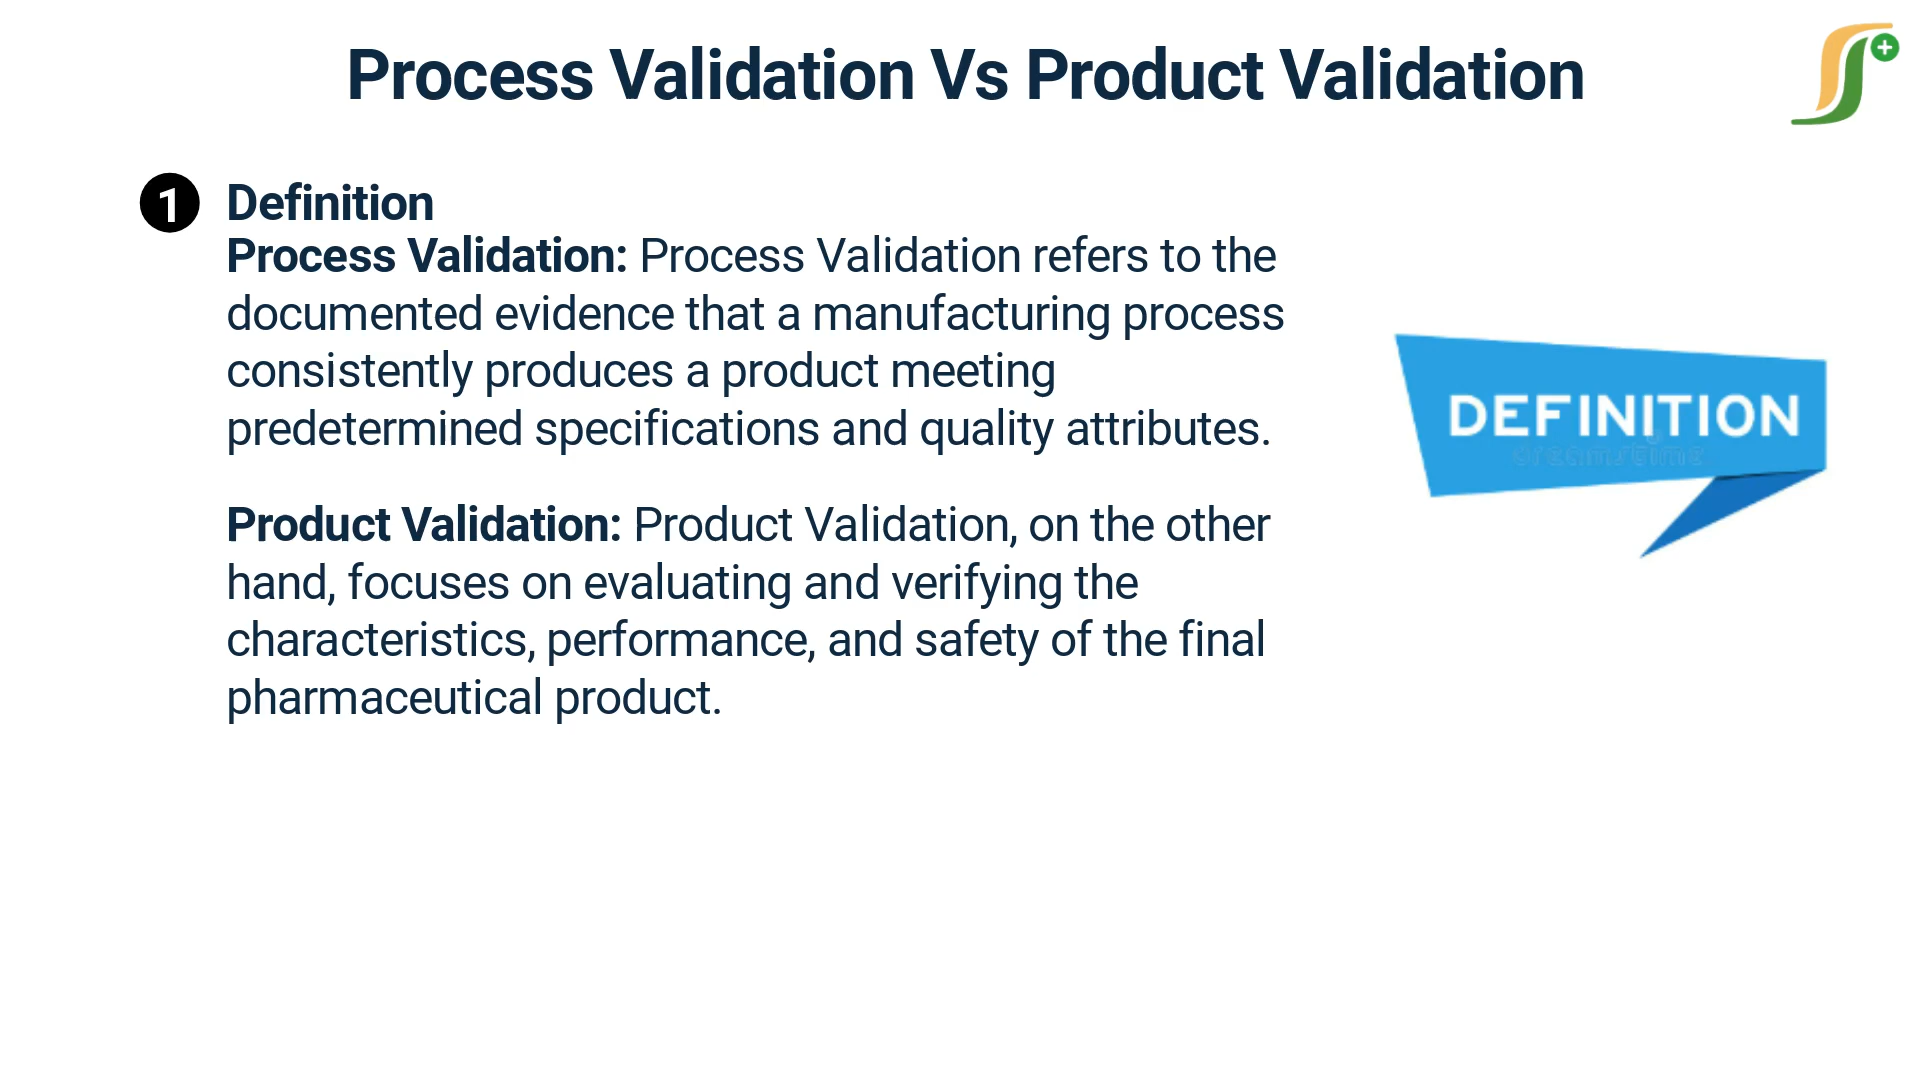 Process Validation Vs Product Validation
1 Definition
Process Validation: Process Validation refers to the
documented evidence that a manufacturing process
consistently produces a product meeting
predetermined specifications and quality attributes.
Product Validation: Product Validation, on the other
hand, focuses on evaluating and verifying the
characteristics, performance, and safety of the final
pharmaceutical product.
DEFINITION
dreamstime